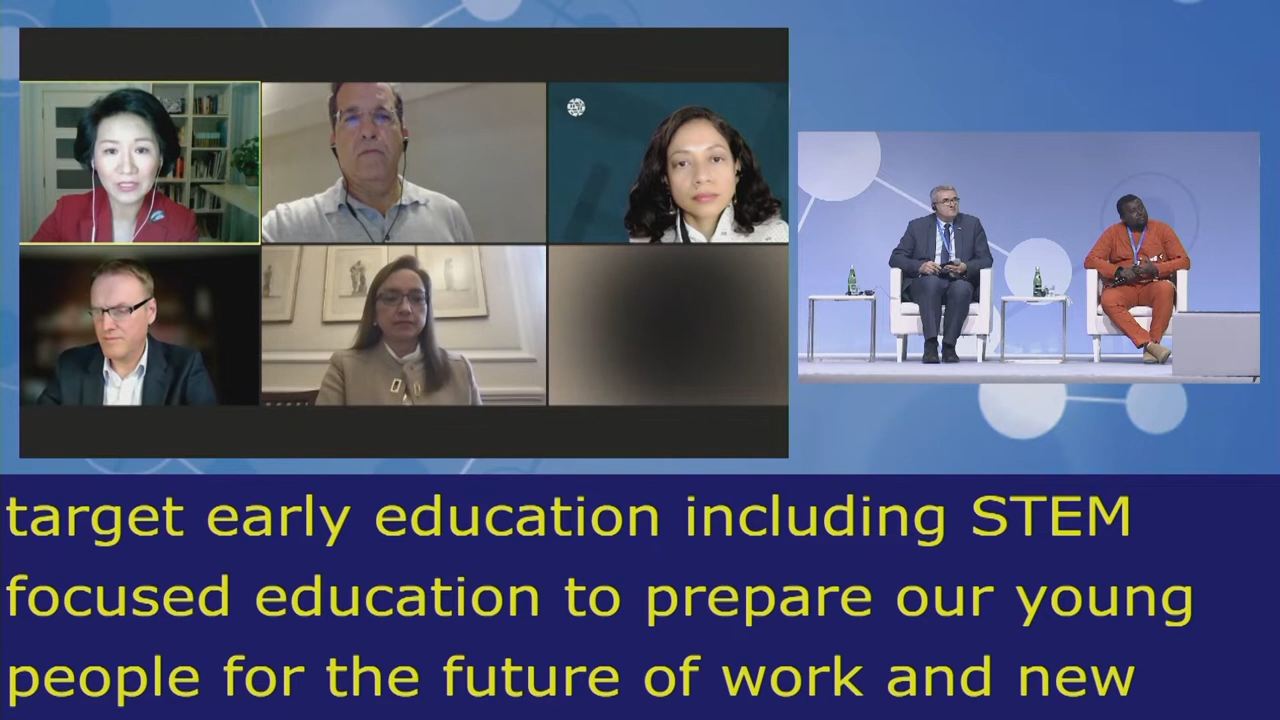 target early education including STEM
focused education to prepare our young
people for the future of work and new